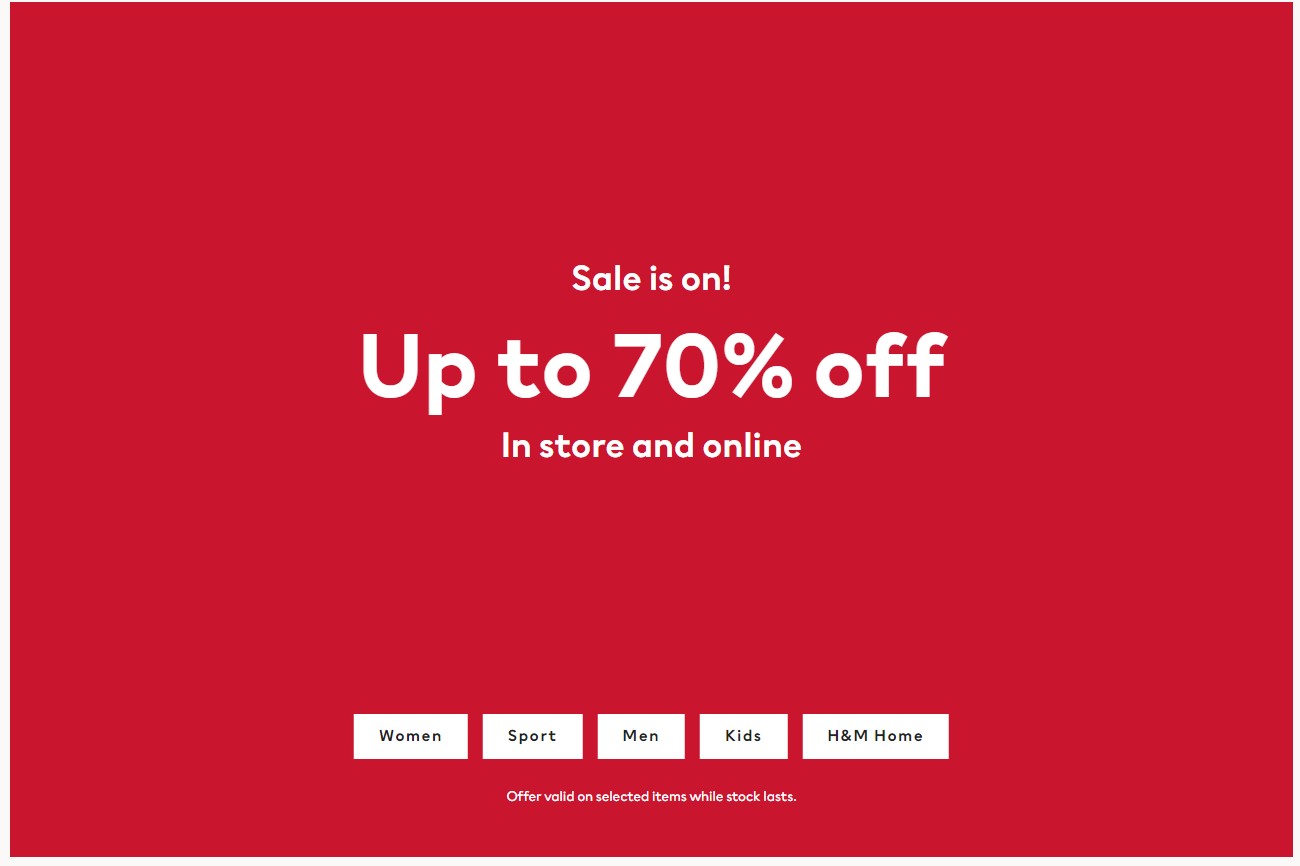 Sale is on!
Up to 70% off
In store and online
Women Sport Men Kids H&M Home
Offer valid on selected items while stock lasts.